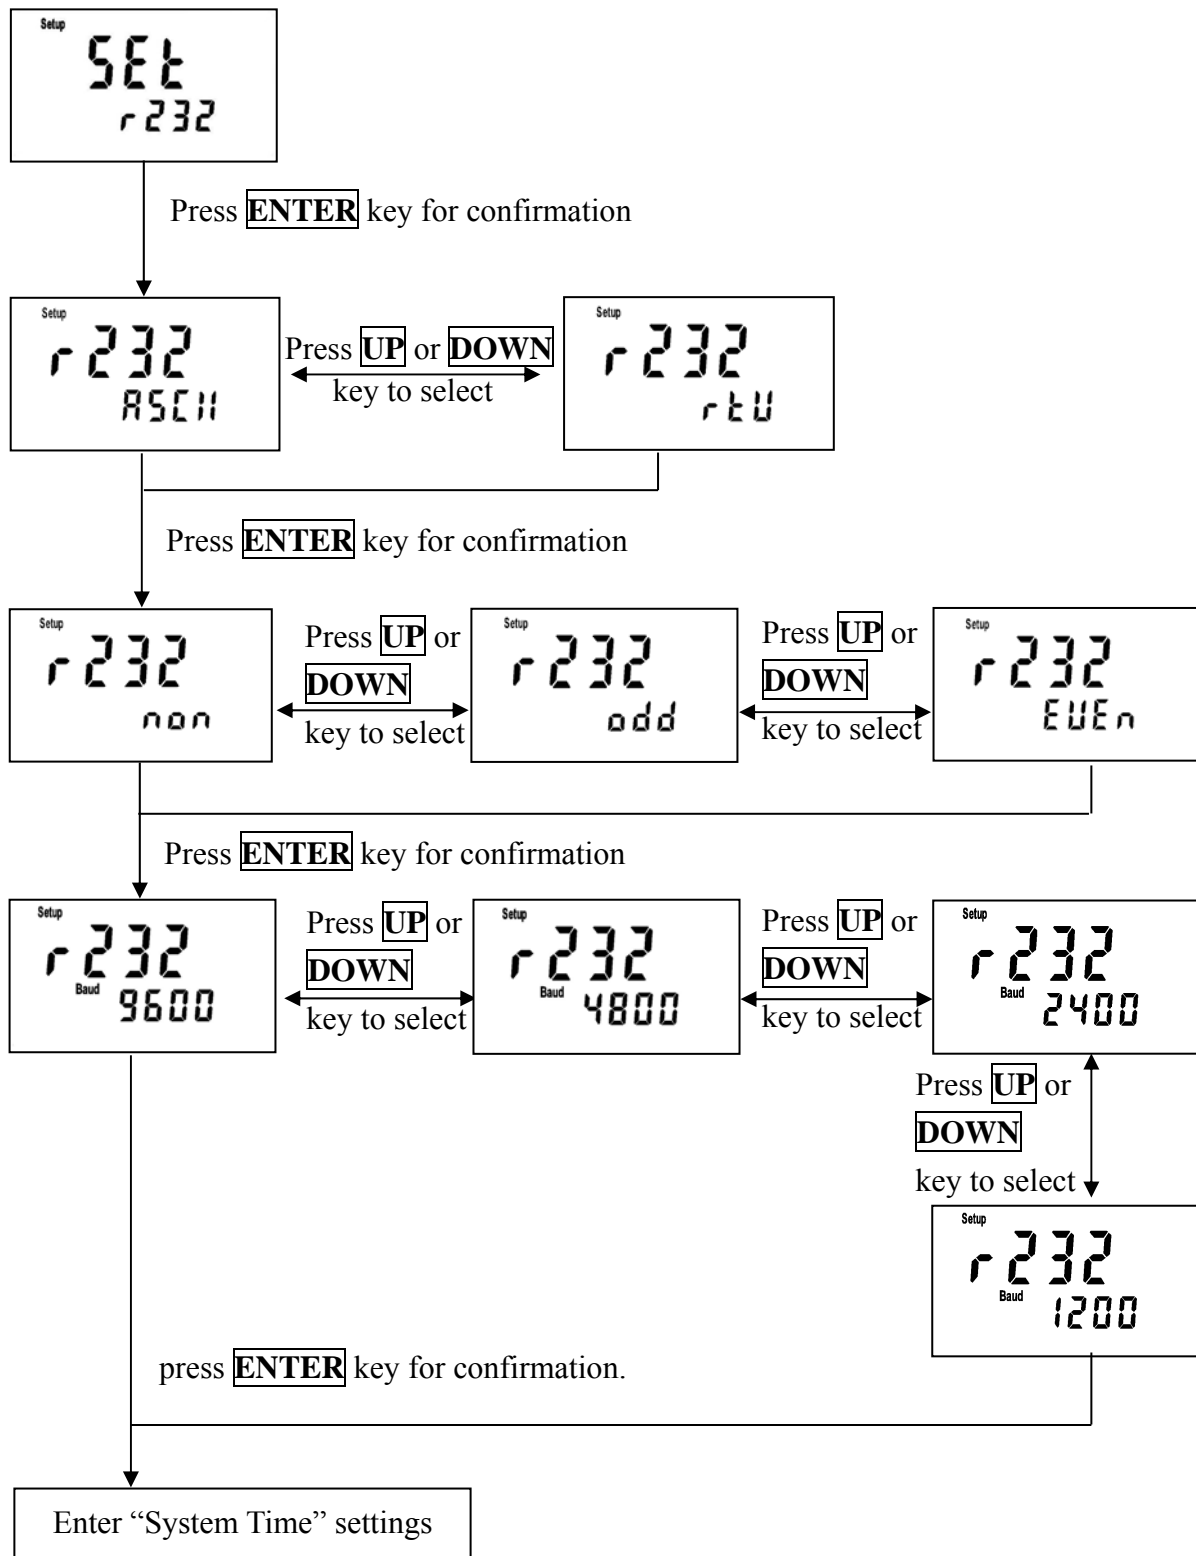 Setup
SEt
r232
Press ENTER key for confirmation
Setup
r232
ASCII
Press UP or DOWN
key to select
Setup
r232
rtU
Press ENTER key for confirmation
Setup
r232
non
Press UP or
DOWN
key to select
Setup
r232
odd
Press UP or
DOWN
key to select
Setup
r232
EVEn
Press ENTER key for confirmation
Setup
r232
Baud
9600
Press UP or
DOWN
key to select
Setup
r232
Baud
4800
Press UP or
DOWN
key to select
Setup
r232
Baud
2400
Press UP or
DOWN
key to select
Setup
r232
Baud
1200
press ENTER key for confirmation.
Enter “System Time” settings